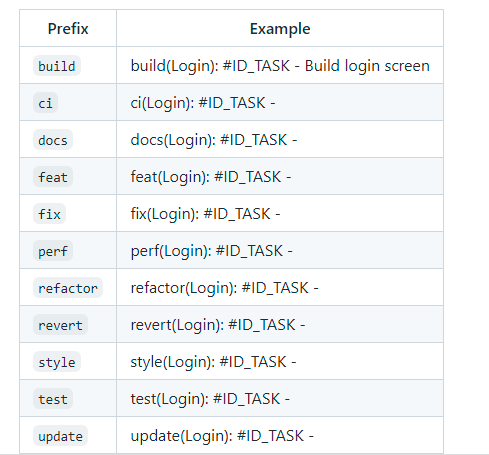 Prefix Example
build build(Login): #ID_TASK - Build login screen
ci ci(Login): #ID_TASK -
docs docs(Login): #ID_TASK -
feat feat(Login): #ID_TASK -
fix fix(Login): #ID_TASK -
perf perf(Login): #ID_TASK -
refactor refactor(Login): #ID_TASK -
revert revert(Login): #ID_TASK -
style style(Login): #ID_TASK -
test test(Login): #ID_TASK -
update update(Login): #ID_TASK -